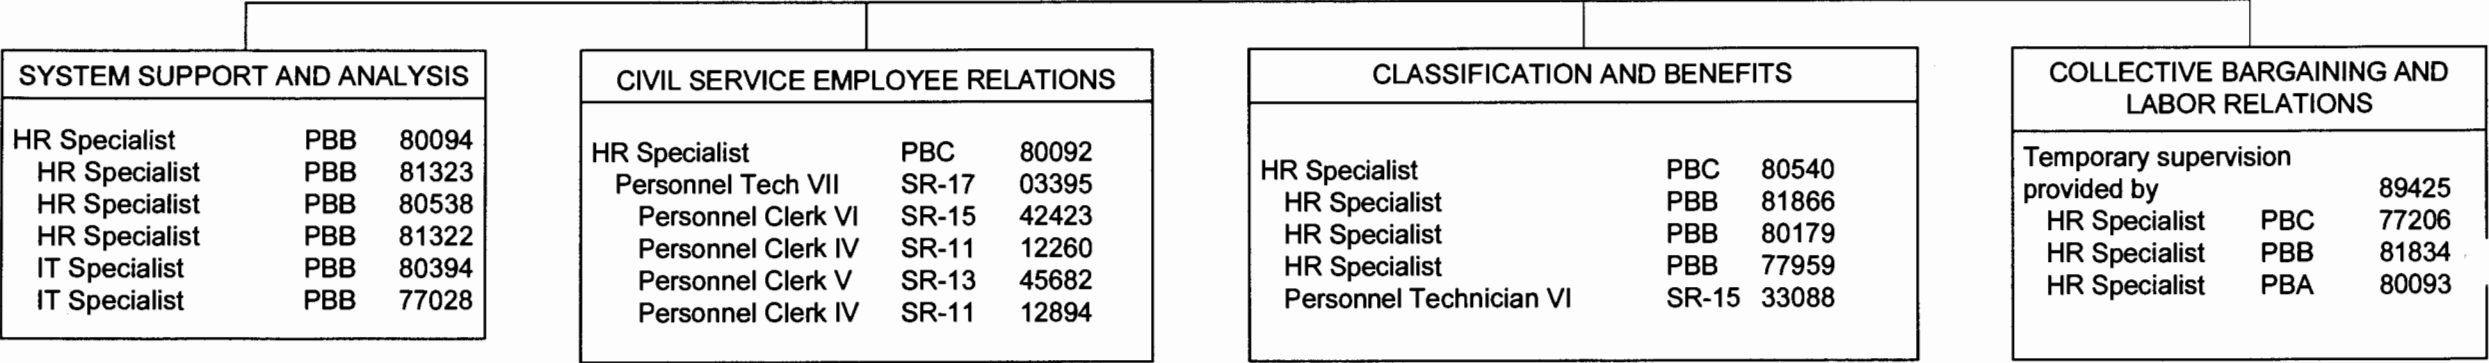 SYSTEM SUPPORT AND ANALYSIS
HR Specialist PBB 80094
HR Specialist PBB 81323
HR Specialist PBB 80538
HR Specialist PBB 81322
IT Specialist PBB 80394
IT Specialist PBB 77028
CIVIL SERVICE EMPLOYEE RELATIONS
HR Specialist PBC 80092
Personnel Tech VII SR-17 03395
Personnel Clerk VI SR-15 42423
Personnel Clerk IV SR-11 12260
Personnel Clerk V SR-13 45682
Personnel Clerk IV SR-11 12894
CLASSIFICATION AND BENEFITS
HR Specialist PBC 80540
HR Specialist PBB 81866
HR Specialist PBB 80179
HR Specialist PBB 77959
Personnel Technician VI SR-15 33088
COLLECTIVE BARGAINING AND
LABOR RELATIONS
Temporary supervision
provided by 89425
HR Specialist PBC 77206
HR Specialist PBB 81834
HR Specialist PBA 80093